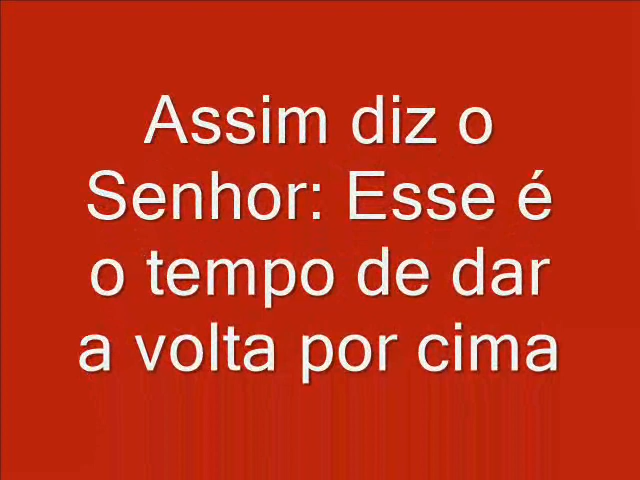 Assim diz o
Senhor: Esse é
o tempo de dar
a volta por cima